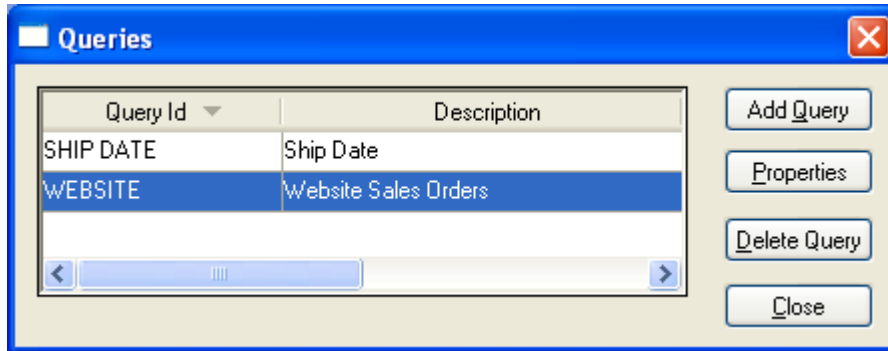 Queries
Query Id Description
SHIP DATE Ship Date
WEBSITE Website Sales Orders
Add Query
Properties
Delete Query
Close